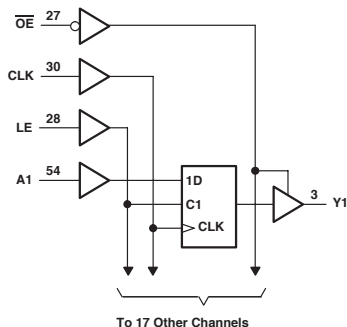 OE 27
CLK 30
LE 28
A1 54
1D
C1
CLK
3 Y1
To 17 Other Channels